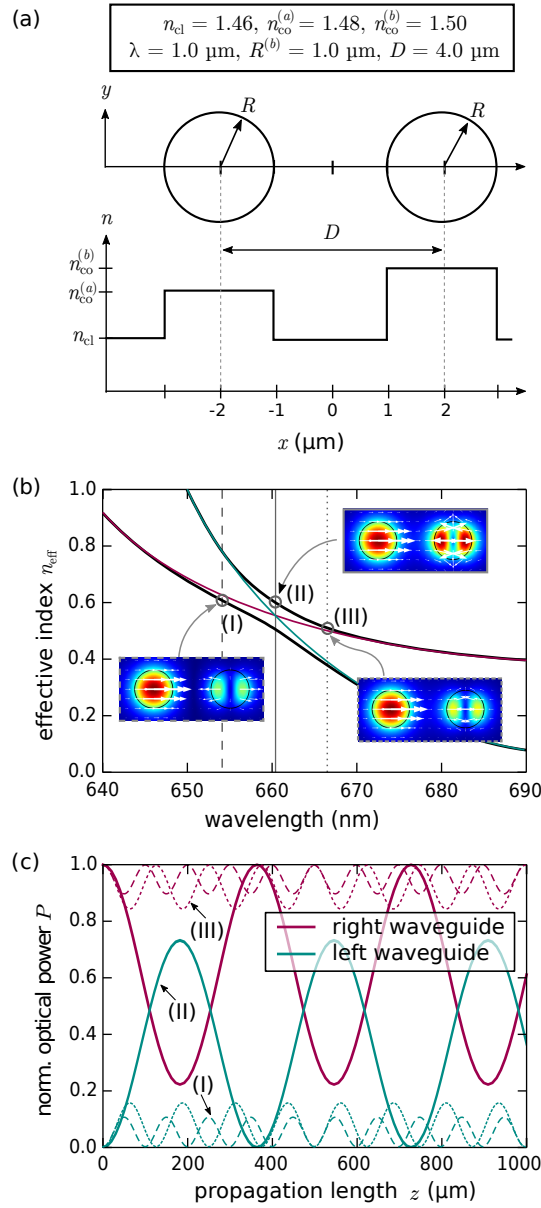 (a)
n_cl = 1.46, n_co^(a) = 1.48, n_co^(b) = 1.50
λ = 1.0 µm, R^(b) = 1.0 µm, D = 4.0 µm
y
R
R
n
D
n_co^(b)
n_co^(a)
n_cl
-2 -1 0 1 2
x (µm)
(b)
1.0
0.8
0.6
0.4
0.2
0.0
effective index n_eff
(I)
(II)
(III)
640 650 660 670 680 690
wavelength (nm)
(c)
1.0
0.8
0.6
0.4
0.2
0.0
norm. optical power P
(III)
right waveguide
left waveguide
(II)
(I)
0 200 400 600 800 1000
propagation length z (µm)